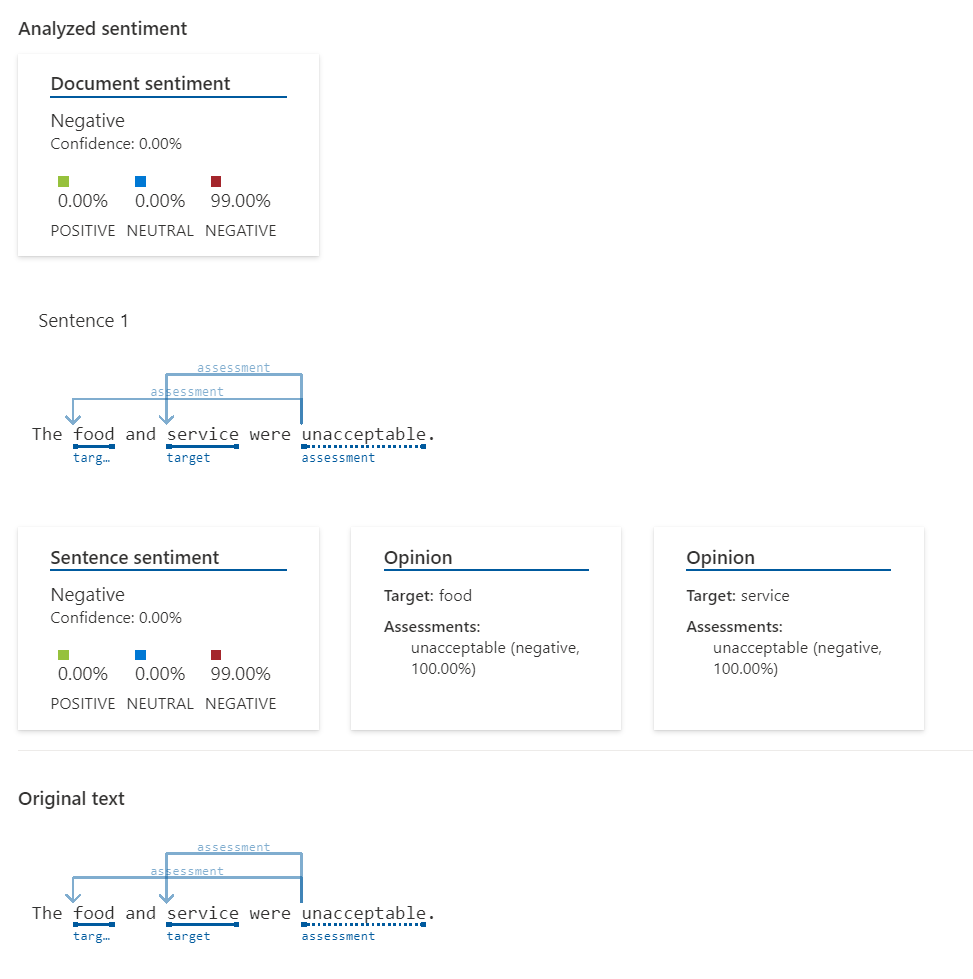 Analyzed sentiment
Document sentiment
Negative
Confidence: 0.00%
0.00% 0.00% 99.00%
POSITIVE NEUTRAL NEGATIVE
Sentence 1
assessment
assessment
The food and service were unacceptable.
targ… target assessment
Sentence sentiment
Negative
Confidence: 0.00%
0.00% 0.00% 99.00%
POSITIVE NEUTRAL NEGATIVE
Opinion
Target: food
Assessments:
unacceptable (negative,
100.00%)
Opinion
Target: service
Assessments:
unacceptable (negative,
100.00%)
Original text
assessment
assessment
The food and service were unacceptable.
targ… target assessment